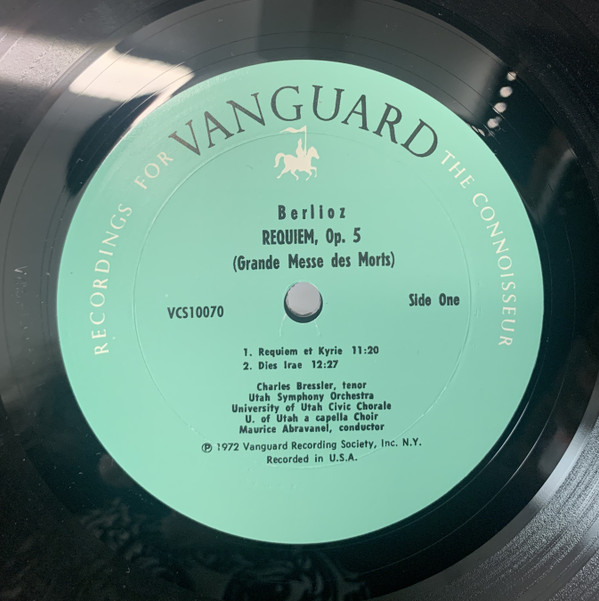 RECORDINGS FOR VANGUARD THE CONNOISSEUR
Berlioz
REQUIEM, Op. 5
(Grande Messe des Morts)
VCS10070
Side One
1. Requiem et Kyrie 11:20
2. Dies Irae 12:27
Charles Bressler, tenor
Utah Symphony Orchestra
University of Utah Civic Chorale
U. of Utah a capella Choir
Maurice Abravanel, conductor
℗ 1972 Vanguard Recording Society, Inc. N.Y.
Recorded in U.S.A.